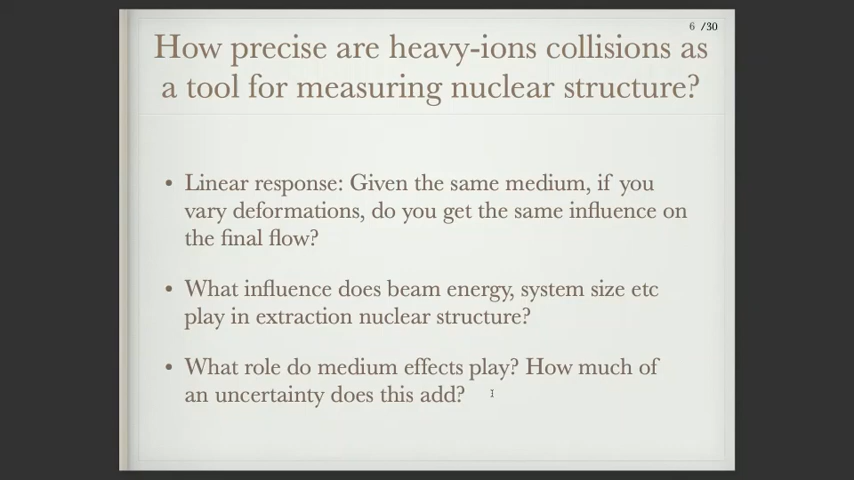 6 /30
How precise are heavy-ions collisions as
a tool for measuring nuclear structure?
• Linear response: Given the same medium, if you
vary deformations, do you get the same influence on
the final flow?
• What influence does beam energy, system size etc
play in extraction nuclear structure?
• What role do medium effects play? How much of
an uncertainty does this add?